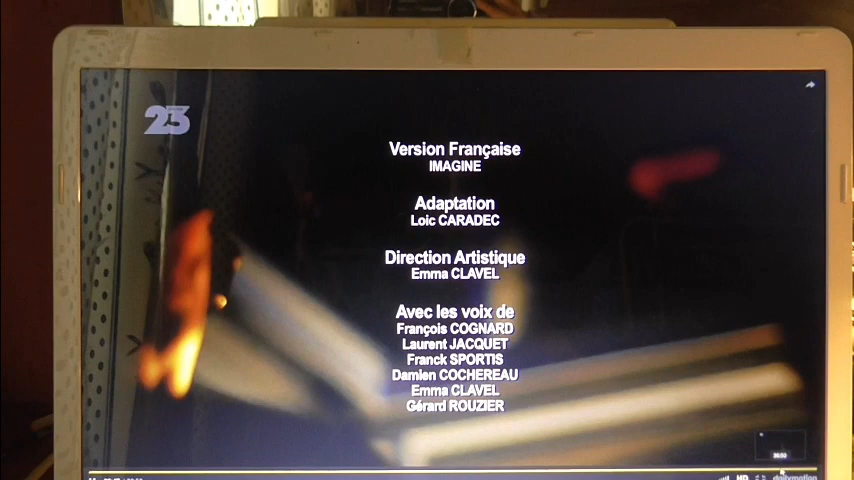 23
Version Française
IMAGINE
Adaptation
Loic CARADEC
Direction Artistique
Emma CLAVEL
Avec les voix de
François COGNARD
Laurent JACQUET
Franck SPORTIS
Damien COCHEREAU
Emma CLAVEL
Gérard ROUZIER
HD
dailymotion